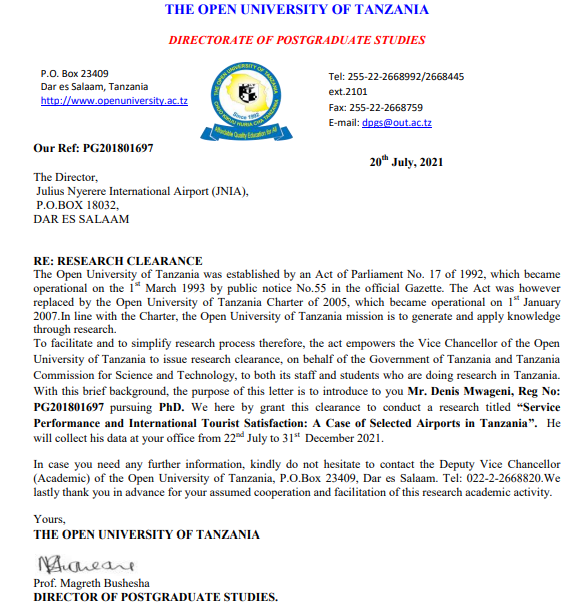 THE OPEN UNIVERSITY OF TANZANIA
DIRECTORATE OF POSTGRADUATE STUDIES
P.O. Box 23409
Dar es Salaam, Tanzania
http://www.openuniversity.ac.tz
THE OPEN UNIVERSITY OF TANZANIA
CHUO KIKUU HURIA CHA TANZANIA
Since 1992
Affordable Quality Education for All
Tel: 255-22-2668992/2668445
ext.2101
Fax: 255-22-2668759
E-mail: dpgs@out.ac.tz
Our Ref: PG201801697
20th July, 2021
The Director,
Julius Nyerere International Airport (JNIA),
P.O.BOX 18032,
DAR ES SALAAM
RE: RESEARCH CLEARANCE
The Open University of Tanzania was established by an Act of Parliament No. 17 of 1992, which became
operational on the 1st March 1993 by public notice No.55 in the official Gazette. The Act was however
replaced by the Open University of Tanzania Charter of 2005, which became operational on 1st January
2007.In line with the Charter, the Open University of Tanzania mission is to generate and apply knowledge
through research.
To facilitate and to simplify research process therefore, the act empowers the Vice Chancellor of the Open
University of Tanzania to issue research clearance, on behalf of the Government of Tanzania and Tanzania
Commission for Science and Technology, to both its staff and students who are doing research in Tanzania.
With this brief background, the purpose of this letter is to introduce to you Mr. Denis Mwageni, Reg No:
PG201801697 pursuing PhD. We here by grant this clearance to conduct a research titled “Service
Performance and International Tourist Satisfaction: A Case of Selected Airports in Tanzania”. He
will collect his data at your office from 22nd July to 31st December 2021.
In case you need any further information, kindly do not hesitate to contact the Deputy Vice Chancellor
(Academic) of the Open University of Tanzania, P.O.Box 23409, Dar es Salaam. Tel: 022-2-2668820.We
lastly thank you in advance for your assumed cooperation and facilitation of this research academic activity.
Yours,
THE OPEN UNIVERSITY OF TANZANIA
Prof. Magreth Bushesha
DIRECTOR OF POSTGRADUATE STUDIES.